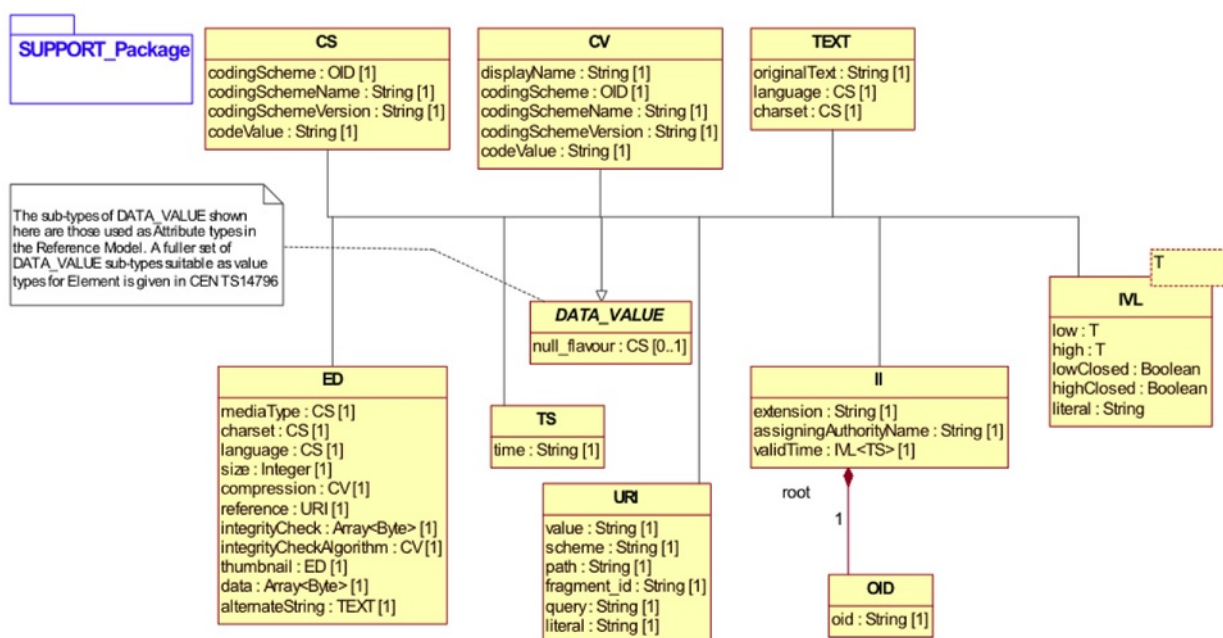 SUPPORT_Package
CS
codingScheme : OID [1]
codingSchemeName : String [1]
codingSchemeVersion : String [1]
codeValue : String [1]
CV
displayName : String [1]
codingScheme : OID [1]
codingSchemeName : String [1]
codingSchemeVersion : String [1]
codeValue : String [1]
TEXT
originalText : String [1]
language : CS [1]
charset : CS [1]
The sub-types of DATA_VALUE shown
here are those used as Attribute types in
the Reference Model. A fuller set of
DATA_VALUE sub-types suitable as value
types for Element is given in CEN TS14796
DATA_VALUE
null_flavour : CS [0..1]
T
IVL
low : T
high : T
lowClosed : Boolean
highClosed : Boolean
literal : String
ED
mediaType : CS [1]
charset : CS [1]
language : CS [1]
size : Integer [1]
compression : CV [1]
reference : URI [1]
integrityCheck : Array<Byte> [1]
integrityCheckAlgorithm : CV [1]
thumbnail : ED [1]
data : Array<Byte> [1]
alternateString : TEXT [1]
TS
time : String [1]
URI
value : String [1]
scheme : String [1]
path : String [1]
fragment_id : String [1]
query : String [1]
literal : String [1]
II
extension : String [1]
assigningAuthorityName : String [1]
validTime : IVL<TS> [1]
root
1
OID
oid : String [1]